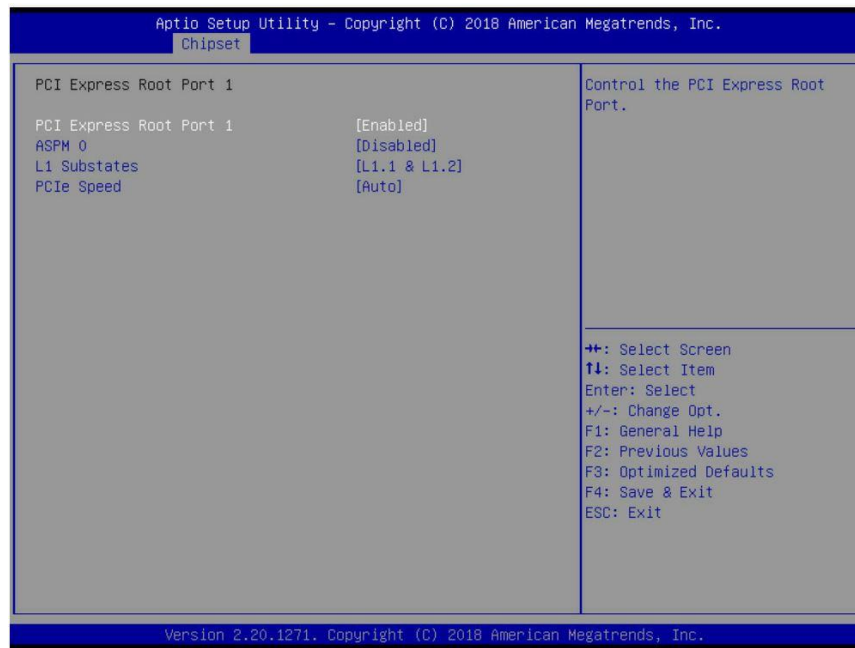 Aptio Setup Utility – Copyright (C) 2018 American Megatrends, Inc.
Chipset
PCI Express Root Port 1
PCI Express Root Port 1 [Enabled]
ASPM 0 [Disabled]
L1 Substates [L1.1 & L1.2]
PCIe Speed [Auto]
Control the PCI Express Root
Port.
→←: Select Screen
↑↓: Select Item
Enter: Select
+/-: Change Opt.
F1: General Help
F2: Previous Values
F3: Optimized Defaults
F4: Save & Exit
ESC: Exit
Version 2.20.1271. Copyright (C) 2018 American Megatrends, Inc.